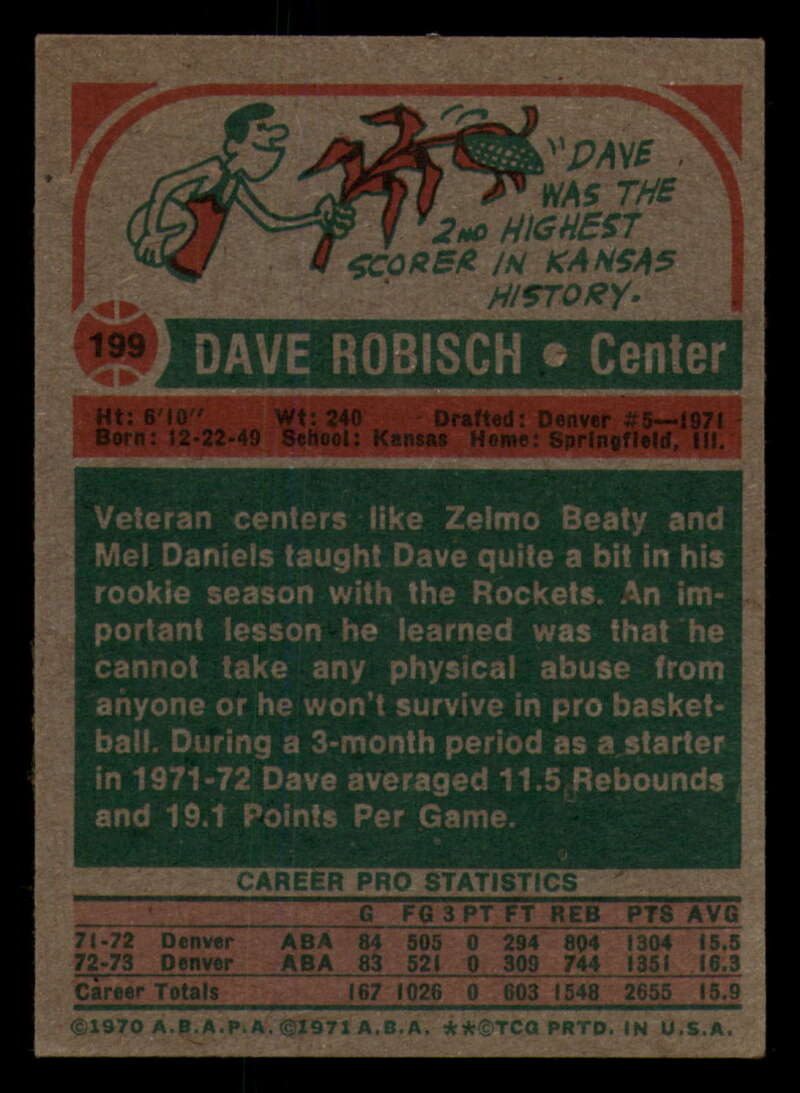 "DAVE
WAS THE
2ND HIGHEST
SCORER IN KANSAS
HISTORY.
199 DAVE ROBISCH • Center
Ht: 6'10" Wt: 240 Drafted: Denver #5—1971
Born: 12-22-49 School: Kansas Home: Springfield, Ill.
Veteran centers like Zelmo Beaty and
Mel Daniels taught Dave quite a bit in his
rookie season with the Rockets. An im-
portant lesson he learned was that he
cannot take any physical abuse from
anyone or he won't survive in pro basket-
ball. During a 3-month period as a starter
in 1971-72 Dave averaged 11.5 Rebounds
and 19.1 Points Per Game.
CAREER PRO STATISTICS
G FG 3 PT FT REB PTS AVG
71-72 Denver ABA 84 505 0 294 804 1304 15.5
72-73 Denver ABA 83 521 0 309 744 1351 16.3
Career Totals 167 1026 0 603 1548 2655 15.9
©1970 A.B.A.P.A. ©1971 A.B.A. **©TCG PRTD. IN U.S.A.